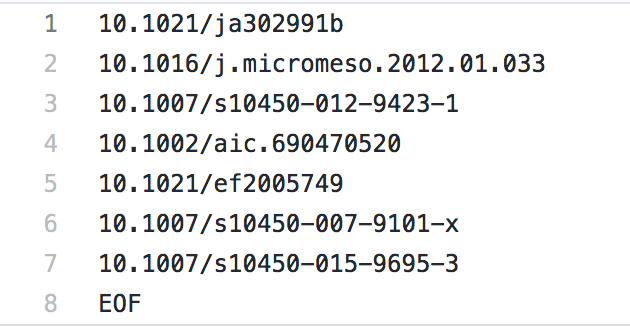 1 10.1021/ja302991b
2 10.1016/j.micromeso.2012.01.033
3 10.1007/s10450-012-9423-1
4 10.1002/aic.690470520
5 10.1021/ef2005749
6 10.1007/s10450-007-9101-x
7 10.1007/s10450-015-9695-3
8 EOF